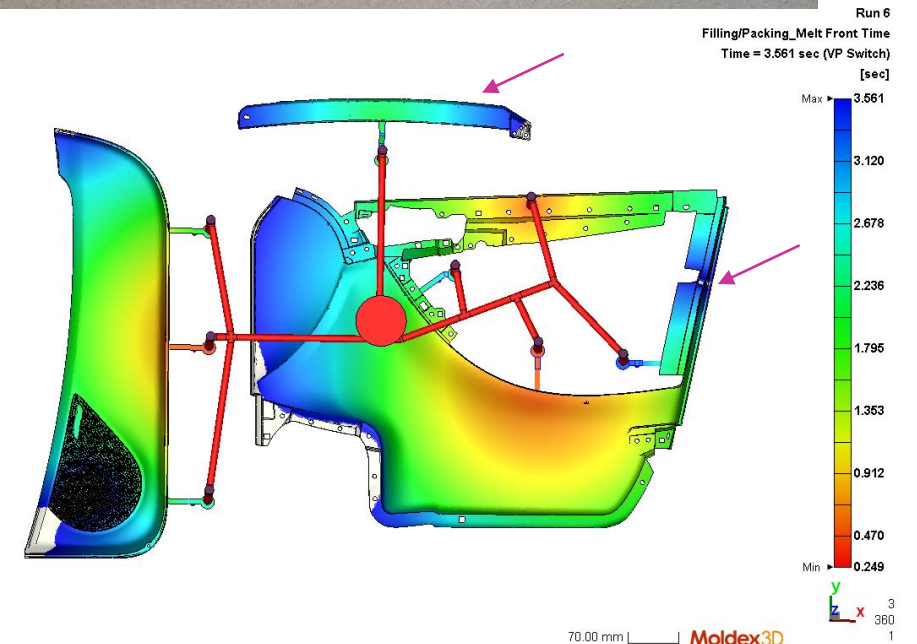 Run 6
Filling/Packing_Melt Front Time
Time = 3.561 sec (VP Switch)
[sec]
Max 3.561
3.120
2.678
2.236
1.795
1.353
0.912
0.470
Min 0.249
y
z x
3
360
1
70.00 mm
Moldex3D